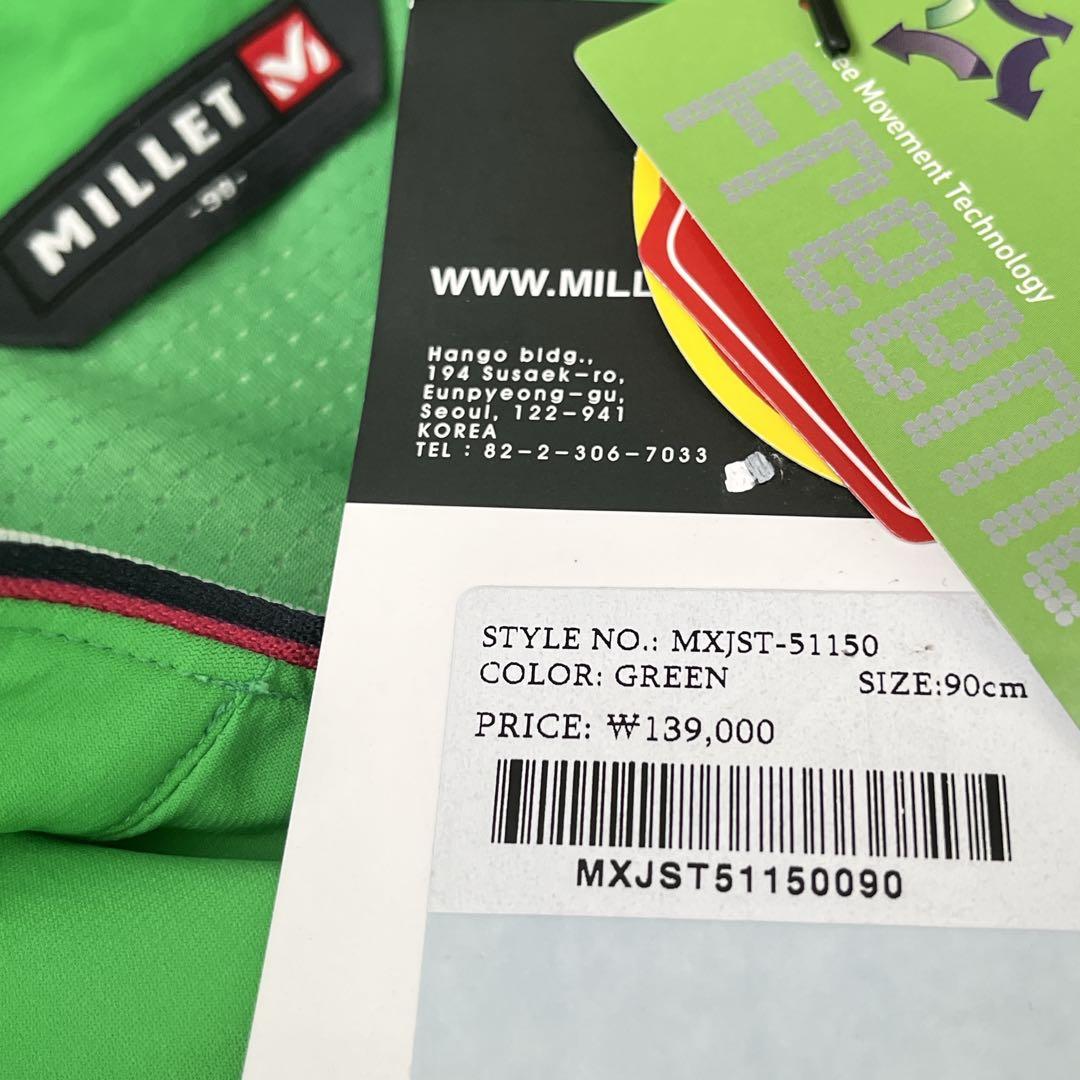 MILLET
WWW.MILL
Hango bldg.,
194 Susaek-ro,
Eunpyeong-gu,
Seoul, 122-941
KOREA
TEL : 82-2-306-7033
ee Movement Technology
STYLE NO.: MXJST-51150
COLOR: GREEN SIZE:90cm
PRICE: ₩139,000
MXJST51150090